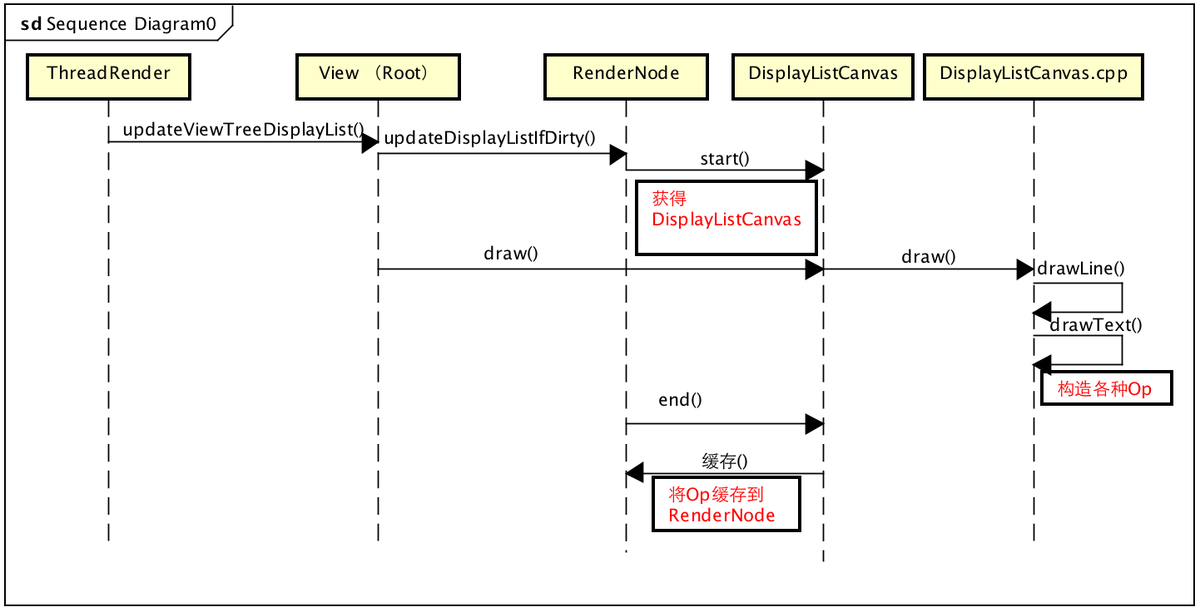 sd Sequence Diagram0
ThreadRender
View （Root）
RenderNode
DisplayListCanvas
DisplayListCanvas.cpp
updateViewTreeDisplayList()
updateDisplayListIfDirty()
start()
获得
DisplayListCanvas
draw()
draw()
drawLine()
drawText()
构造各种Op
end()
缓存()
将Op缓存到
RenderNode